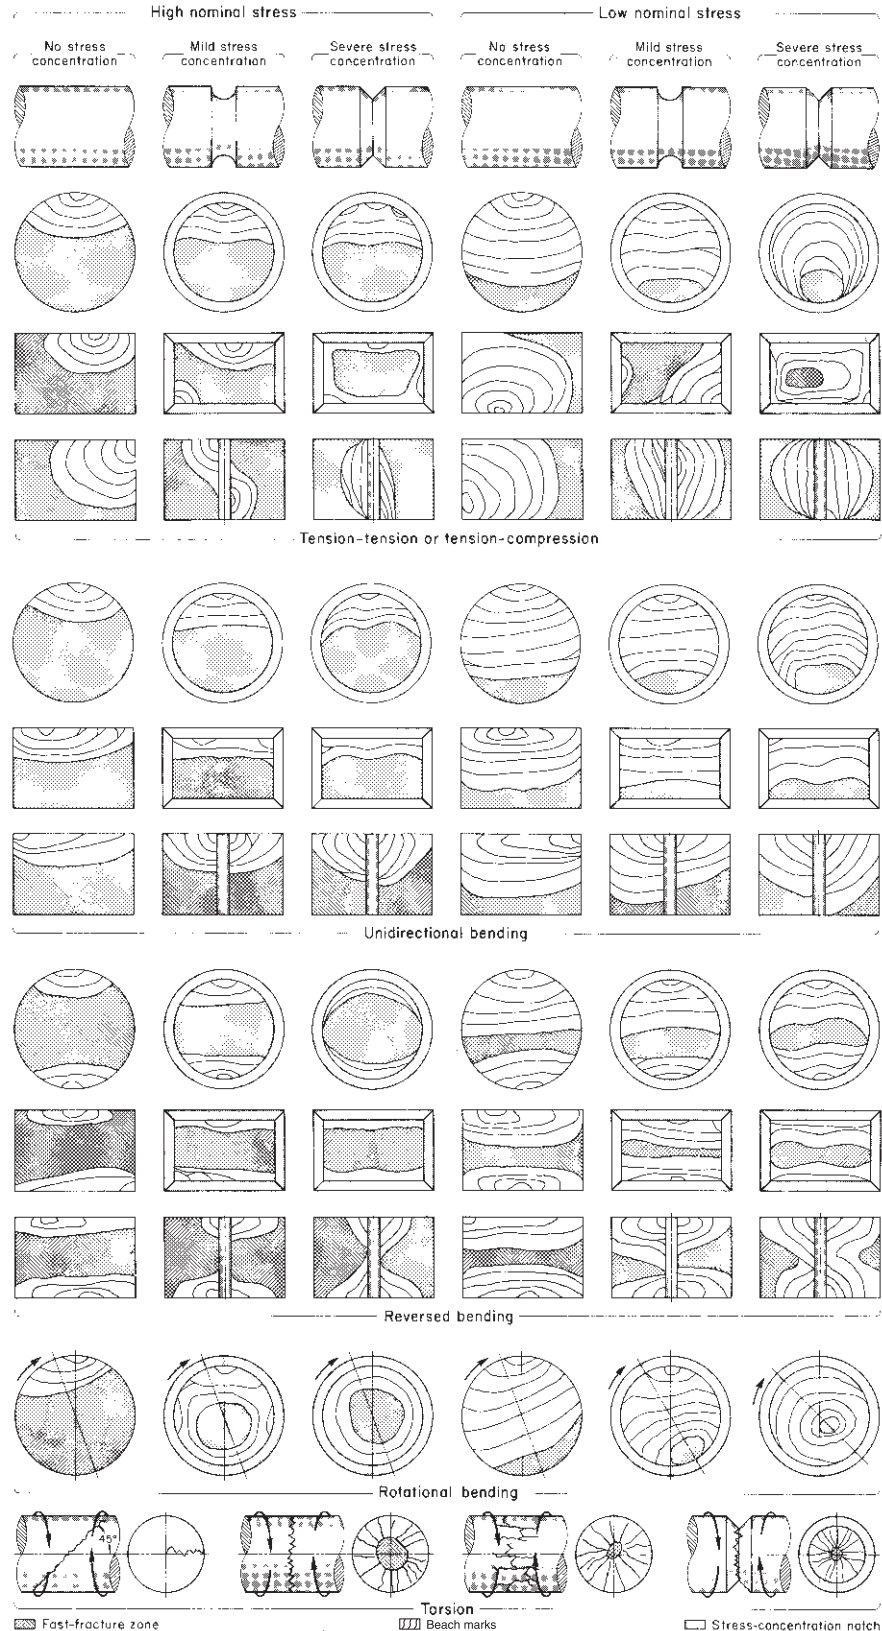 High nominal stress Low nominal stress
No stress concentration Mild stress concentration Severe stress concentration No stress concentration Mild stress concentration Severe stress concentration
Tension-tension or tension-compression
Unidirectional bending
Reversed bending
Rotational bending
45°
Torsion
Fast-fracture zone Beach marks Stress-concentration notch